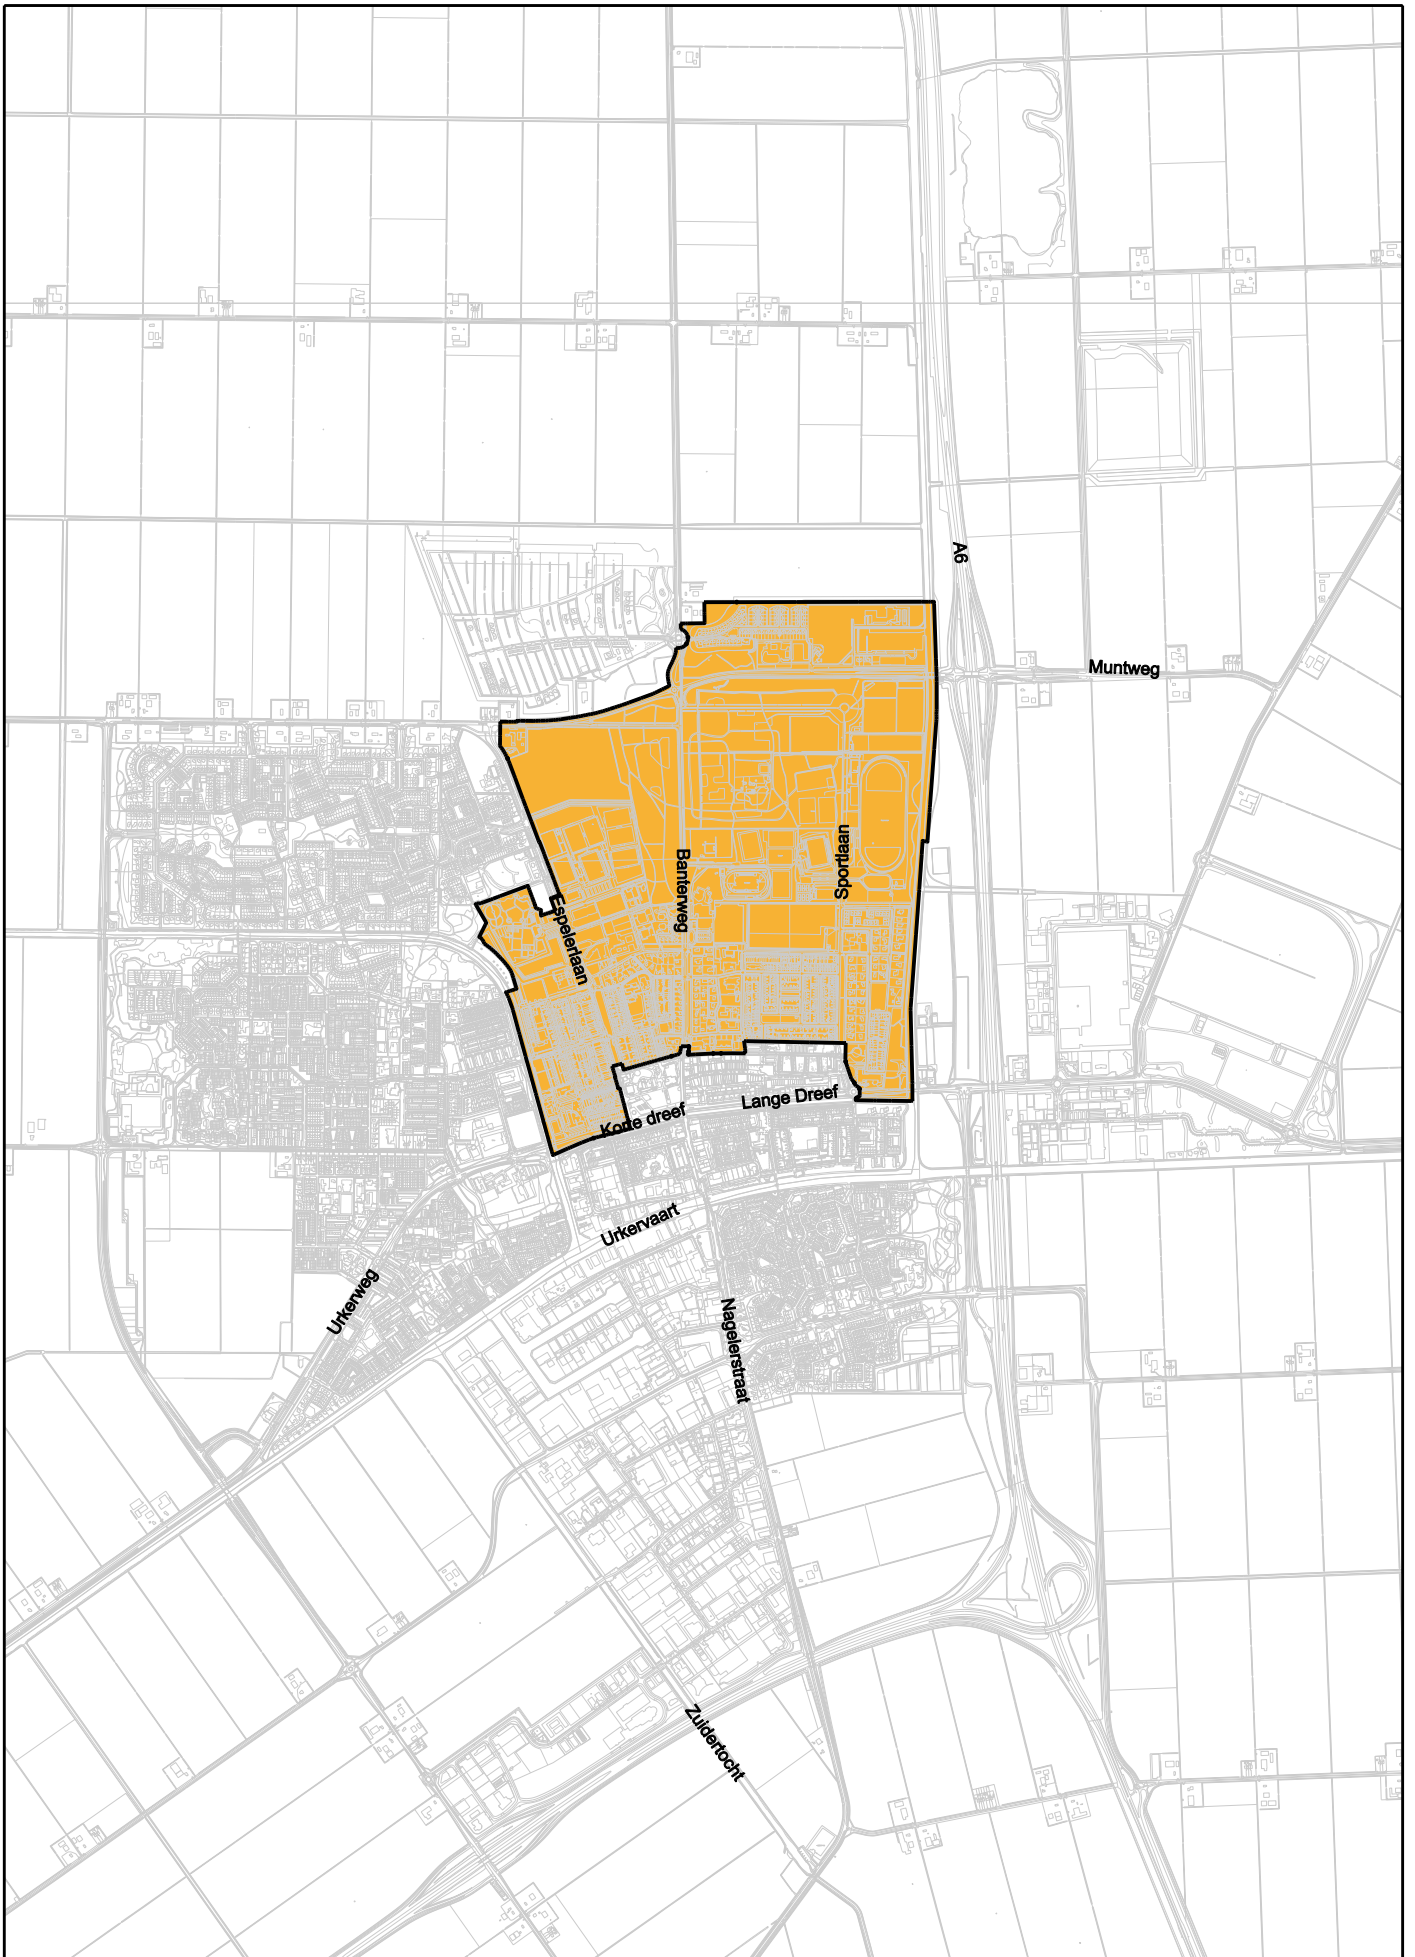 A6
Muntweg
Sportlaan
Banterweg
Espelerlaan
Lange Dreef
Korte dreef
Urkervaart
Urkerweg
Nagelerstraat
Zuidertocht